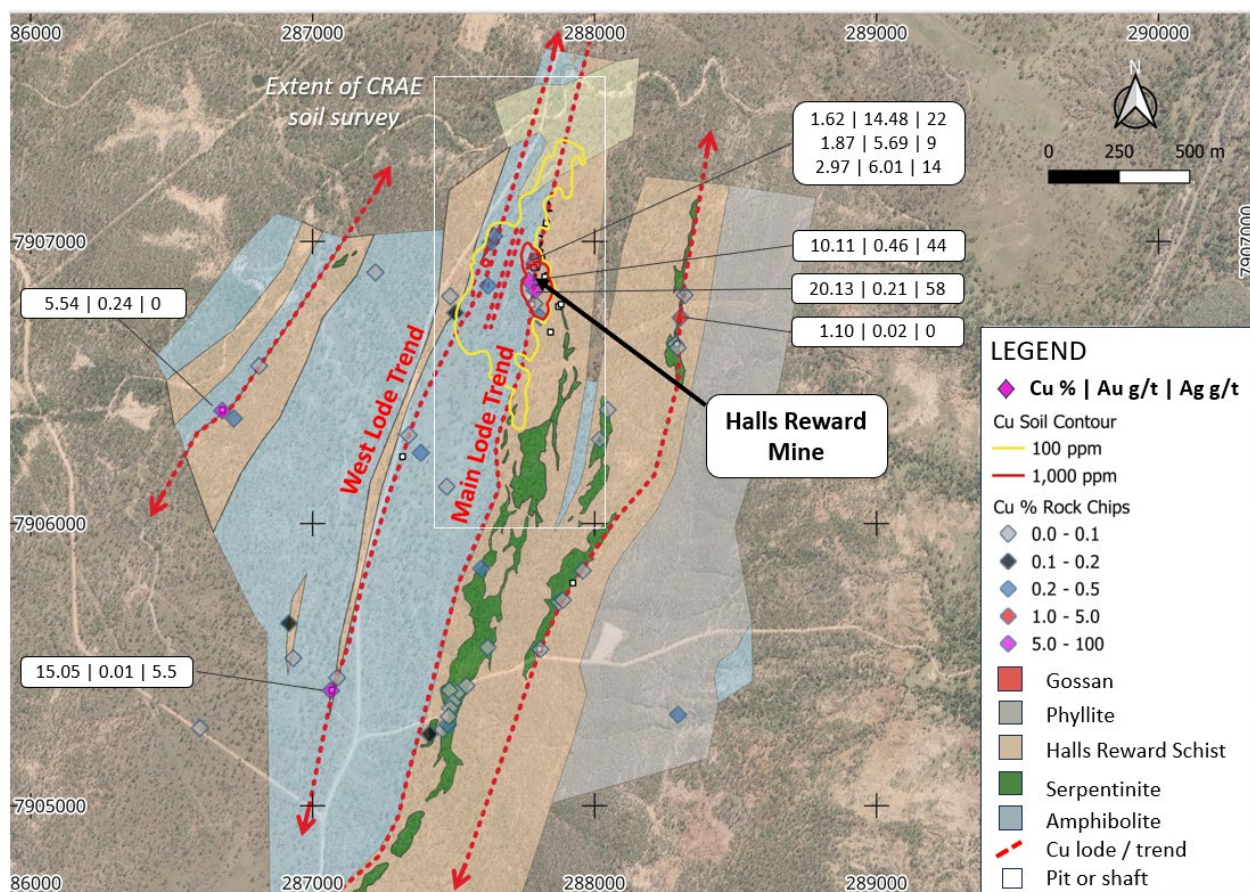 86000
287000
288000
289000
290000
Extent of CRAE
soil survey
N
0 250 500 m
1.62 | 14.48 | 22
1.87 | 5.69 | 9
2.97 | 6.01 | 14
7907000
7907000
10.11 | 0.46 | 44
20.13 | 0.21 | 58
1.10 | 0.02 | 0
5.54 | 0.24 | 0
West Lode Trend
Main Lode Trend
Halls Reward
Mine
7906000
15.05 | 0.01 | 5.5
7905000
86000
287000
288000
289000
LEGEND
Cu % | Au g/t | Ag g/t
Cu Soil Contour
100 ppm
1,000 ppm
Cu % Rock Chips
0.0 - 0.1
0.1 - 0.2
0.2 - 0.5
1.0 - 5.0
5.0 - 100
Gossan
Phyllite
Halls Reward Schist
Serpentinite
Amphibolite
Cu lode / trend
Pit or shaft